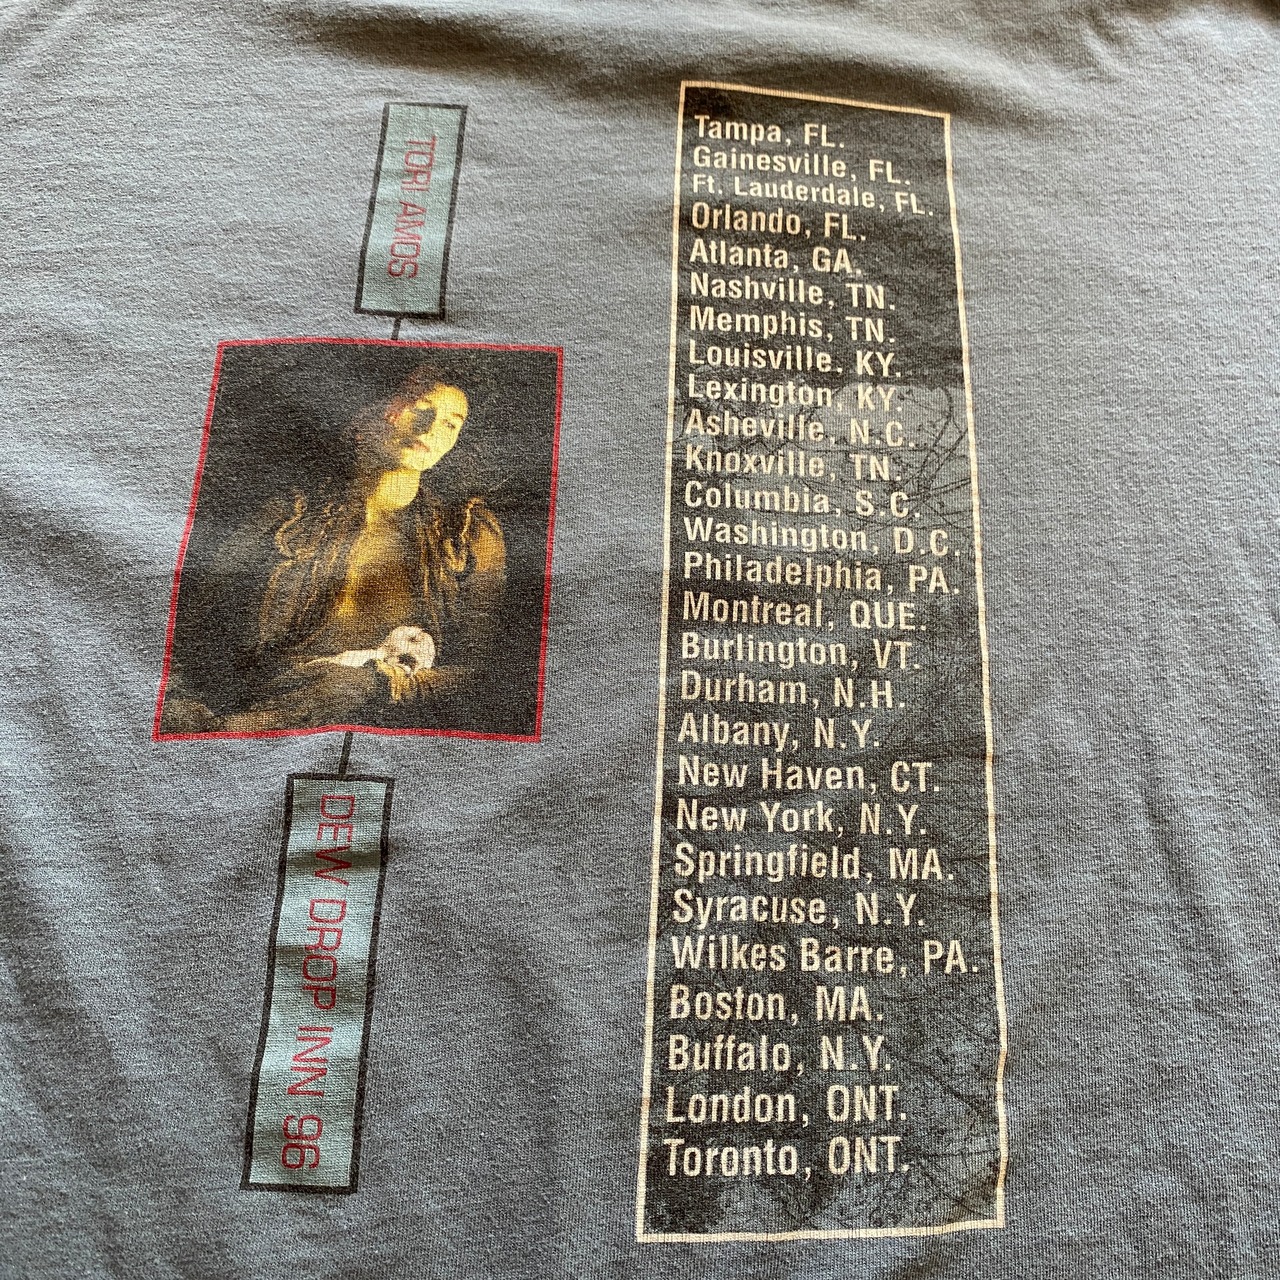 TORI AMOS
DEW DROP INN 96
Tampa, FL.
Gainesville, FL.
Ft. Lauderdale, FL.
Orlando, FL.
Atlanta, GA.
Nashville, TN.
Memphis, TN.
Louisville. KY.
Lexington, KY.
Asheville, N.C.
Knoxville, TN.
Columbia, S.C.
Washington, D.C.
Philadelphia, PA.
Montreal, QUE.
Burlington, VT.
Durham, N.H.
Albany, N.Y.
New Haven, CT.
New York, N.Y.
Springfield, MA.
Syracuse, N.Y.
Wilkes Barre, PA.
Boston, MA.
Buffalo, N.Y.
London, ONT.
Toronto, ONT.